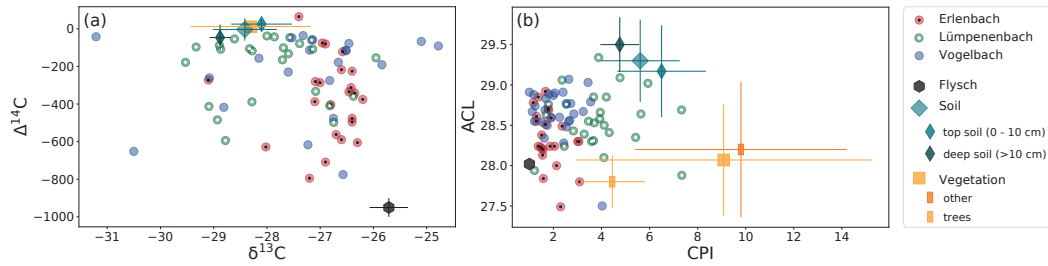 (a)
0
−200
−400
−600
−800
−1000
Δ¹⁴C
−31
−30
−29
−28
−27
−26
−25
δ¹³C
(b)
29.5
29.0
28.5
28.0
27.5
ACL
2
4
6
8
10
12
14
CPI
Erlenbach
Lümpenenbach
Vogelbach
Flysch
Soil
top soil (0 - 10 cm)
deep soil (>10 cm)
Vegetation
other
trees